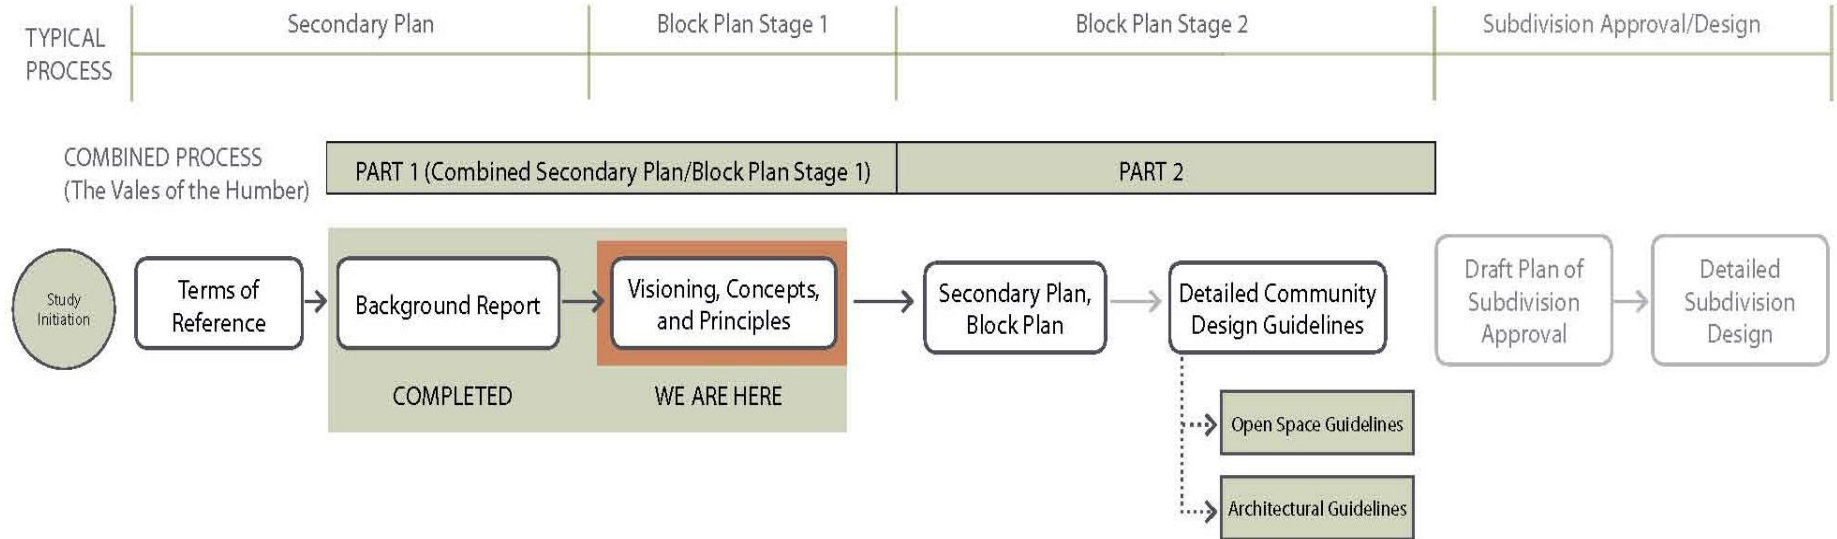 TYPICAL
PROCESS
Secondary Plan
Block Plan Stage 1
Block Plan Stage 2
Subdivision Approval/Design
COMBINED PROCESS
(The Vales of the Humber)
PART 1 (Combined Secondary Plan/Block Plan Stage 1)
PART 2
Study
Initiation
Terms of
Reference
Background Report
Visioning, Concepts,
and Principles
Secondary Plan,
Block Plan
Detailed Community
Design Guidelines
Draft Plan of
Subdivision
Approval
Detailed
Subdivision
Design
COMPLETED
WE ARE HERE
Open Space Guidelines
Architectural Guidelines